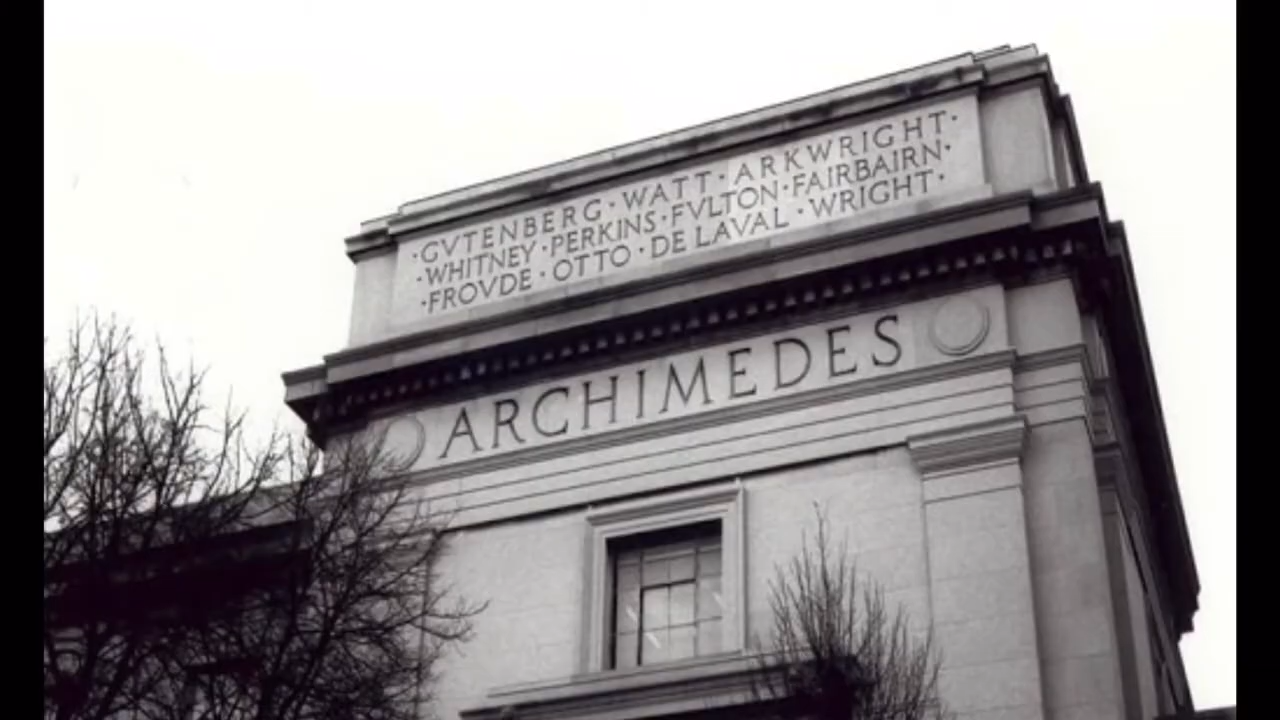 ·GVTENBERG·WATT·ARKWRIGHT·
·WHITNEY·PERKINS·FVLTON·FAIRBAIRN·
·FROVDE·OTTO·DE LAVAL·WRIGHT·
ARCHIMEDES